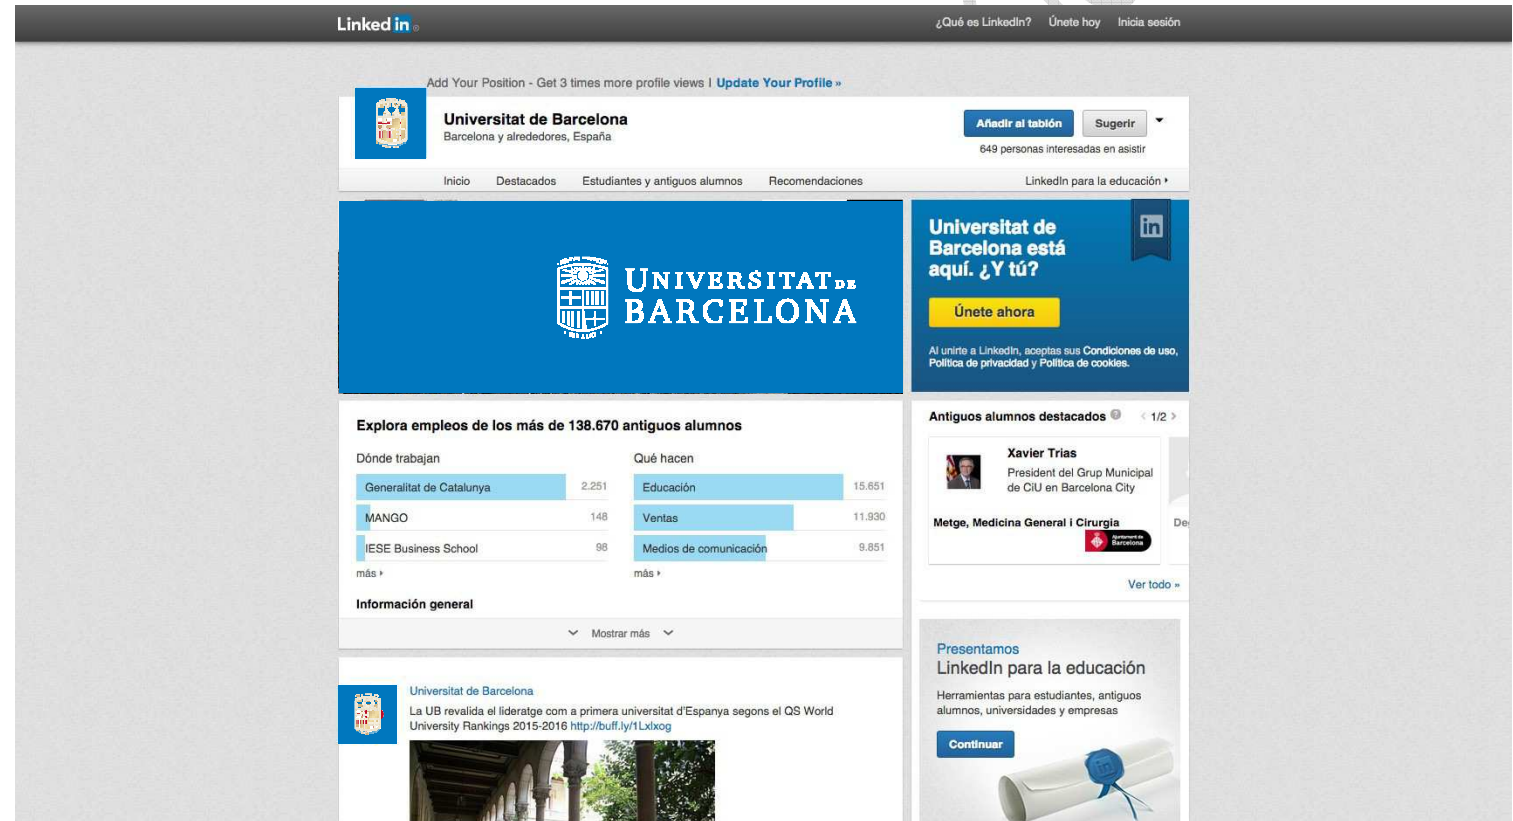 Linked in
¿Qué es LinkedIn? Únete hoy Inicia sesión
Add Your Position - Get 3 times more profile views | Update Your Profile »
Universitat de Barcelona
Barcelona y alrededores, España
Añadir al tablón Sugerir
649 personas interesadas en asistir
Inicio Destacados Estudiantes y antiguos alumnos Recomendaciones LinkedIn para la educación
UNIVERSITAT DE
BARCELONA
Universitat de
Barcelona está
aquí. ¿Y tú?
in
Únete ahora
Al unirte a LinkedIn, aceptas sus Condiciones de uso,
Política de privacidad y Política de cookies.
Explora empleos de los más de 138.670 antiguos alumnos
Dónde trabajan
Generalitat de Catalunya 2.251
MANGO 148
IESE Business School 98
más
Qué hacen
Educación 15.651
Ventas 11.930
Medios de comunicación 9.851
más
Información general
Mostrar más
Antiguos alumnos destacados ? 1/2
Xavier Trias
President del Grup Municipal
de CiU en Barcelona City
Metge, Medicina General i Cirurgia
Ajuntament de
Barcelona
Ver todo »
Universitat de Barcelona
La UB revalida el lideratge com a primera universitat d'Espanya segons el QS World
University Rankings 2015-2016 http://buff.ly/1Lxlxog
Presentamos
LinkedIn para la educación
Herramientas para estudiantes, antiguos
alumnos, universidades y empresas
Continuar
in